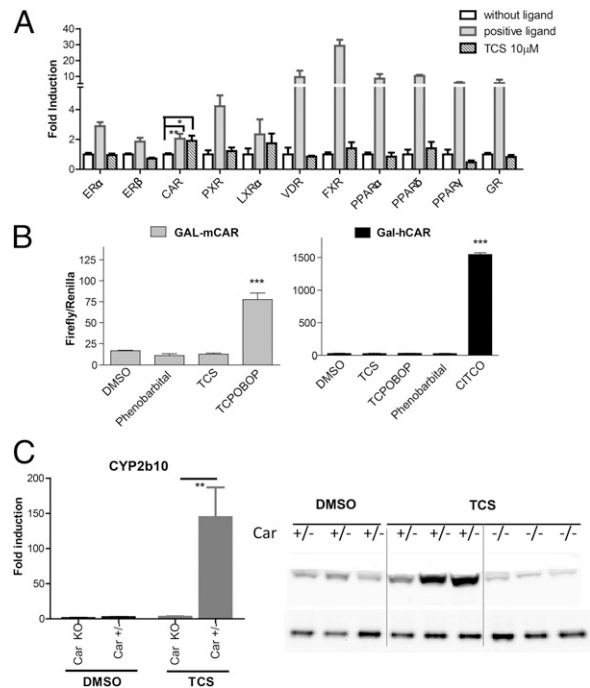 A
without ligand
positive ligand
TCS 10μM
Fold Induction
30
20
10
4
2
0
* **
ERα ERβ CAR PXR LXRα VDR FXR PPARα PPARδ PPARγ GR
B
GAL-mCAR Gal-hCAR
Firefly/Renilla
100
75
50
25
0
***
DMSO Phenobarbital TCS TCPOBOP
1500
1000
500
0
***
DMSO TCS TCPOBOP Phenobarbital CITCO
C
CYP2b10
Fold induction
200
150
100
50
0
**
Car KO Car +/- Car KO Car +/-
DMSO TCS
DMSO TCS
Car +/- +/- +/- +/- +/- +/- -/- -/- -/-